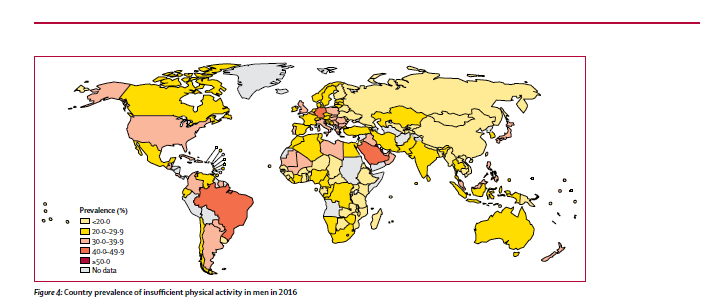 Prevalence (%)
<20·0
20·0–29·9
30·0–39·9
40·0–49·9
≥50·0
No data
Figure 4: Country prevalence of insufficient physical activity in men in 2016